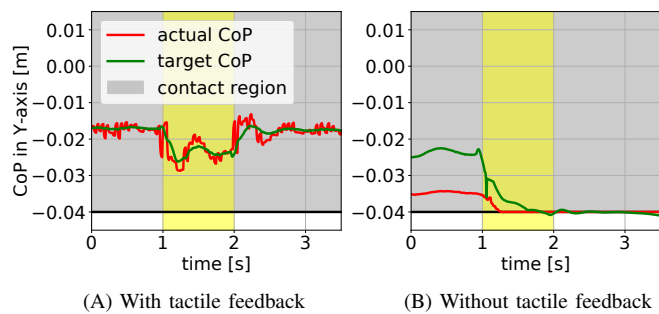 0.01
0.00
−0.01
−0.02
−0.03
−0.04
CoP in Y-axis [m]
actual CoP
target CoP
contact region
0 1 2 3
time [s]
(A) With tactile feedback
0.01
0.00
−0.01
−0.02
−0.03
−0.04
0 1 2 3
time [s]
(B) Without tactile feedback